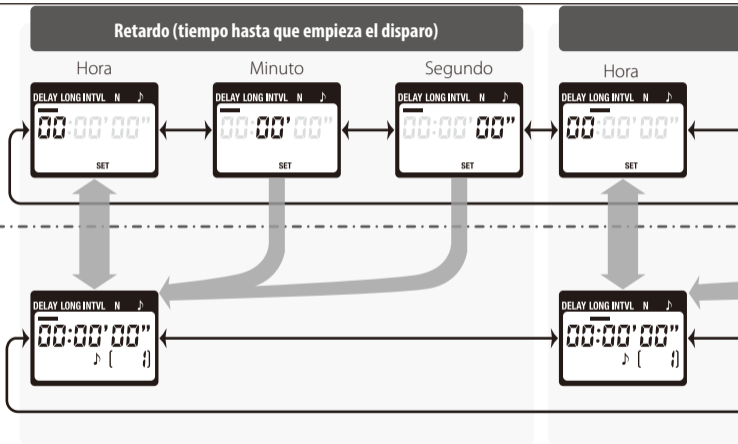 Retardo (tiempo hasta que empieza el disparo)
Hora Minuto Segundo Hora
DELAY LONG INTVL N ♪ DELAY LONG INTVL N ♪ DELAY LONG INTVL N ♪ DELAY LONG INTVL N ♪
00:00'00" 00:00'00" 00:00'00" 00:00'00"
SET SET SET SET
DELAY LONG INTVL N ♪ DELAY LONG INTVL N ♪
00:00'00" 00:00'00"
♪ [ 1] ♪ [ 1]